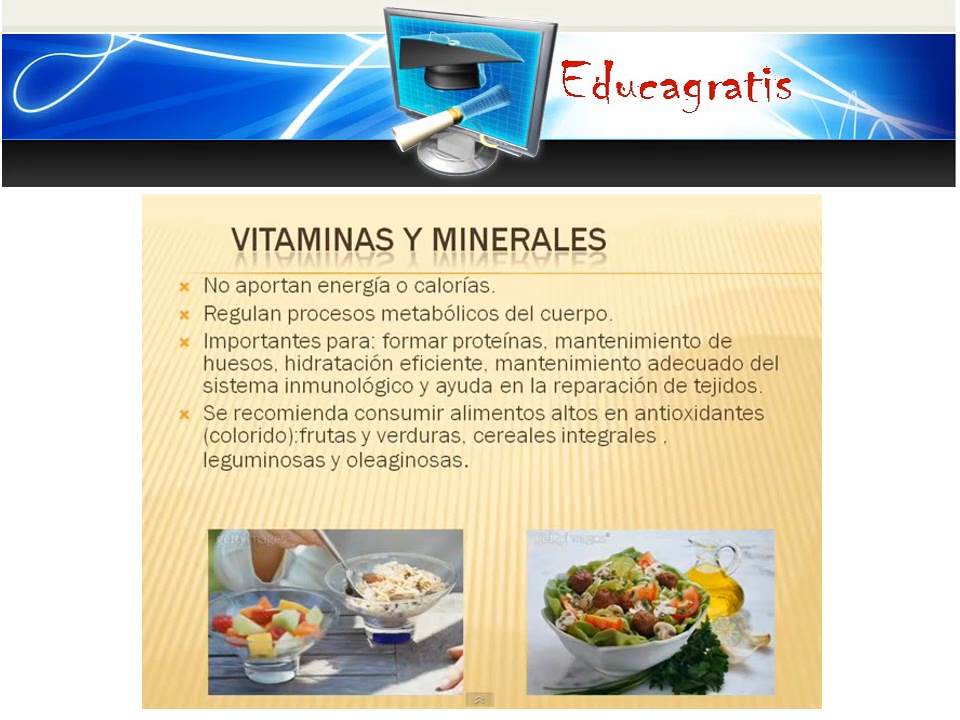 Educagratis
VITAMINAS Y MINERALES
No aportan energía o calorías.
Regulan procesos metabólicos del cuerpo.
Importantes para: formar proteínas, mantenimiento de
huesos, hidratación eficiente, mantenimiento adecuado del
sistema inmunológico y ayuda en la reparación de tejidos.
Se recomienda consumir alimentos altos en antioxidantes
(colorido):frutas y verduras, cereales integrales ,
leguminosas y oleaginosas.
gettyimages
gettyimages